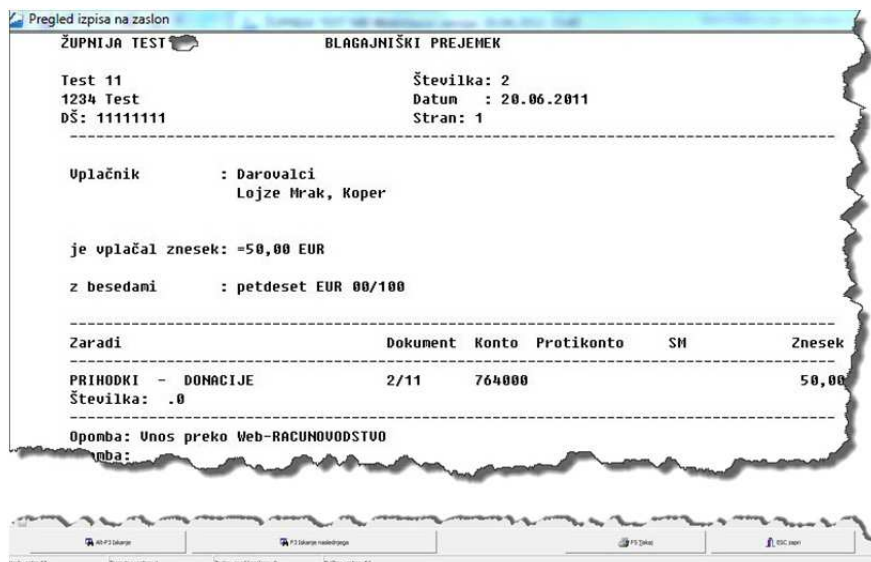 Pregled izpisa na zaslon
ŽUPNIJA TEST BLAGAJNIŠKI PREJEMEK
Test 11 Številka: 2
1234 Test Datum : 20.06.2011
DŠ: 11111111 Stran: 1
Vplačnik : Darovalci
Lojze Mrak, Koper
je vplačal znesek: =50,00 EUR
z besedami : petdeset EUR 00/100
Zaradi Dokument Konto Protikonto SM Znesek
PRIHODKI - DONACIJE 2/11 764000 50,00
Številka: .0
Opomba: Vnos preko Web-RACUNOVODSTVO
mba:
Alt-F3 Iskanje F3 Iskanje naslednjega F5 Tiskaj ESC zapri